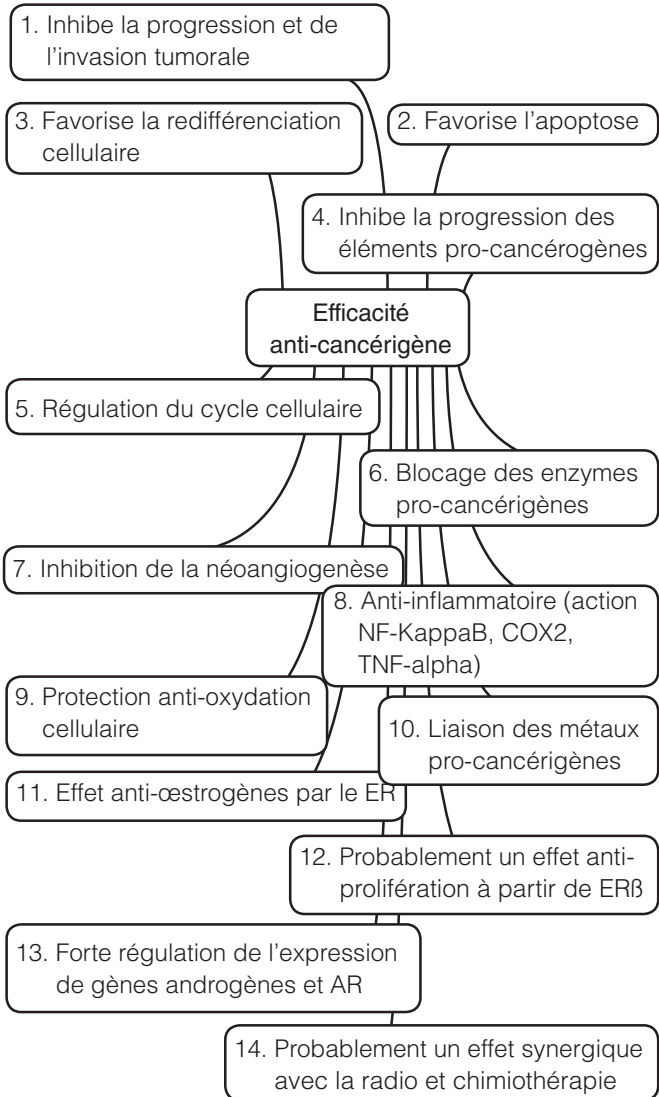 1. Inhibe la progression et de
l'invasion tumorale
3. Favorise la redifférenciation
cellulaire
2. Favorise l'apoptose
4. Inhibe la progression des
éléments pro-cancérogènes
Efficacité
anti-cancérigène
5. Régulation du cycle cellulaire
6. Blocage des enzymes
pro-cancérigènes
7. Inhibition de la néoangiogenèse
8. Anti-inflammatoire (action
NF-KappaB, COX2,
TNF-alpha)
9. Protection anti-oxydation
cellulaire
10. Liaison des métaux
pro-cancérigènes
11. Effet anti-œstrogènes par le ER
12. Probablement un effet anti-
prolifération à partir de ERß
13. Forte régulation de l'expression
de gènes androgènes et AR
14. Probablement un effet synergique
avec la radio et chimiothérapie